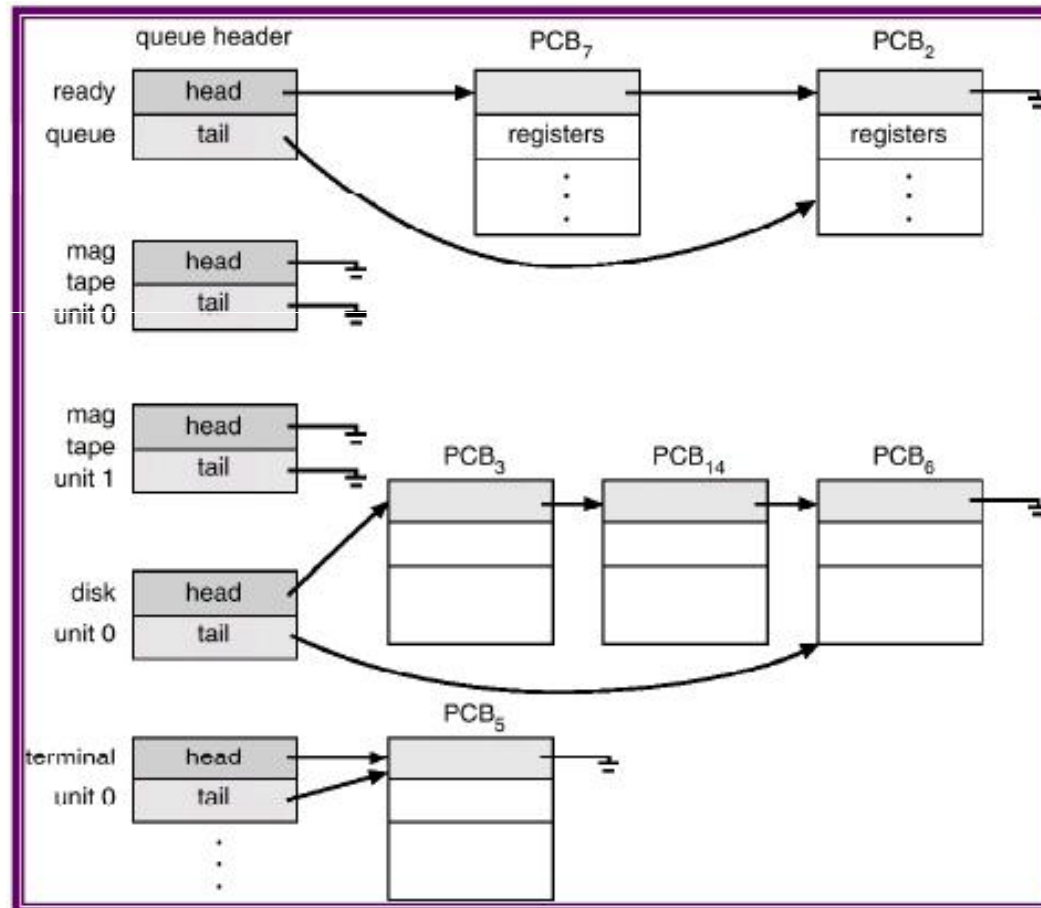 queue header
PCB7
PCB2
ready
head
queue
tail
registers
registers
mag
tape
unit 0
head
tail
mag
tape
unit 1
head
tail
PCB3
PCB14
PCB6
disk
head
unit 0
tail
PCB5
terminal
head
unit 0
tail